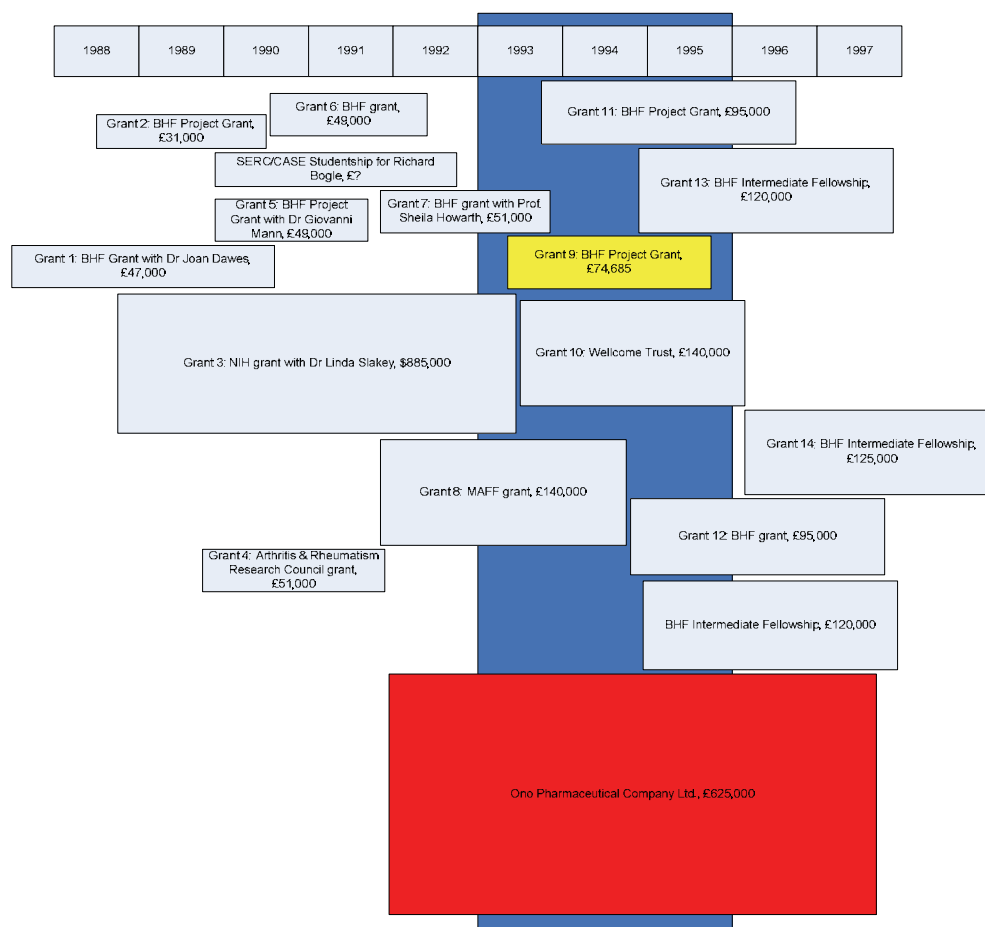 1988 1989 1990 1991 1992 1993 1994 1995 1996 1997
Grant 6: BHF grant,
£49,000
Grant 11: BHF Project Grant, £95,000
Grant 2: BHF Project Grant,
£31,000
SERC/CASE Studentship for Richard
Bogle, £?
Grant 13: BHF Intermediate Fellowship,
£120,000
Grant 5: BHF Project
Grant with Dr Giovanni
Mann, £49,000
Grant 7: BHF grant with Prof.
Sheila Howarth, £51,000
Grant 1: BHF Grant with Dr Joan Dawes,
£47,000
Grant 9: BHF Project Grant,
£74,685
Grant 3: NIH grant with Dr Linda Slakey, $885,000
Grant 10: Wellcome Trust, £140,000
Grant 14: BHF Intermediate Fellowship,
£125,000
Grant 8: MAFF grant, £140,000
Grant 12: BHF grant, £95,000
Grant 4: Arthritis & Rheumatism
Research Council grant,
£51,000
BHF Intermediate Fellowship, £120,000
Ono Pharmaceutical Company Ltd., £625,000